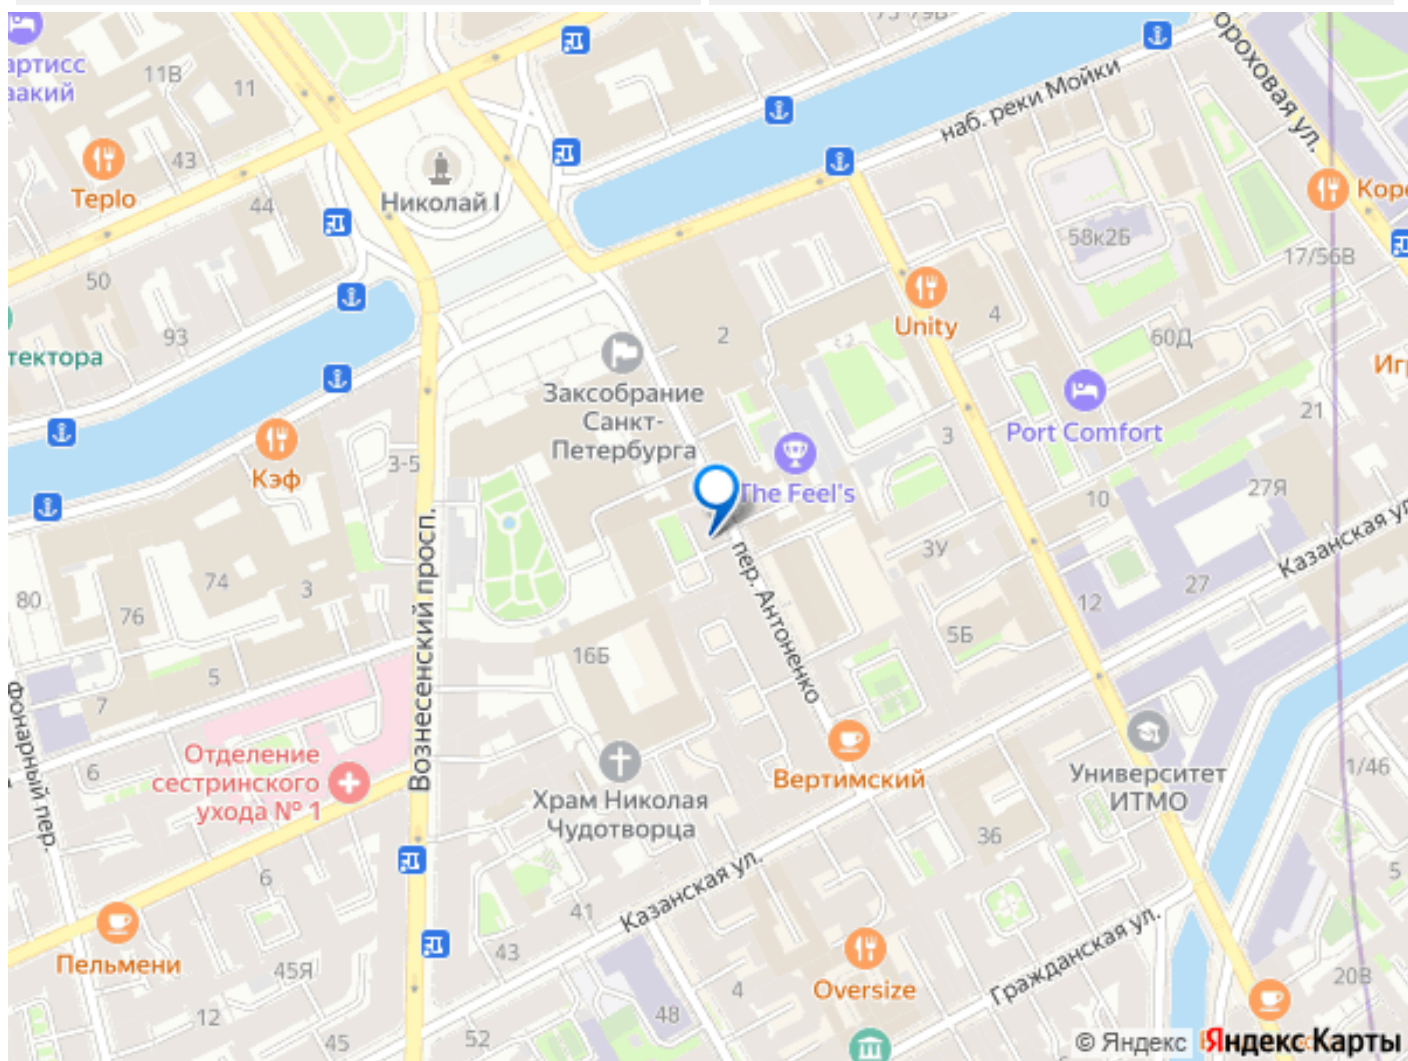 75-79В
ороховая ул.
артисс
аакий
11В
11
наб. реки Мойки
43
Teplo
Николай I
44
58к2Б
17/56В
50
93
тектора
2
Unity
4
60Д
Заксобрание
Санкт-
Петербурга
Port Comfort
21
3-5
Кэф
3
The Feel's
10
27Я
Казанская ул
Вознесенский просп.
пер. Антоненко
3У
74
3
80
76
12
27
5Б
16Б
5
7
Фонарный пер.
6
Отделение
сестринского
ухода № 1
Вертимский
Университет
ИТМО
1/46
Храм Николая
Чудотворца
36
6
Казанская ул.
5
41
43
Пельмени
45Я
Гражданская ул.
20В
Oversize
4
12
48
45
52
© Яндекс
Яндекс Карты